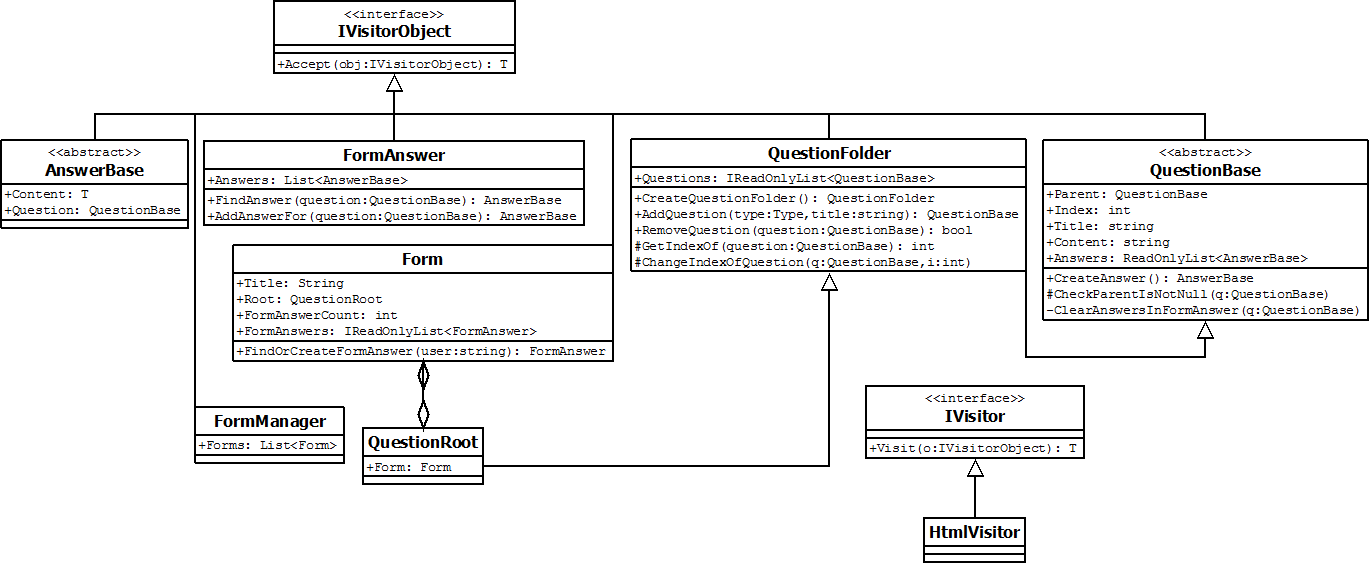 <<interface>>
IVisitorObject
+Accept(obj:IVisitorObject): T
<<abstract>>
AnswerBase
+Content: T
+Question: QuestionBase
FormAnswer
+Answers: List<AnswerBase>
+FindAnswer(question:QuestionBase): AnswerBase
+AddAnswerFor(question:QuestionBase): AnswerBase
QuestionFolder
+Questions: IReadOnlyList<QuestionBase>
+CreateQuestionFolder(): QuestionFolder
+AddQuestion(type:Type,title:string): QuestionBase
+RemoveQuestion(question:QuestionBase): bool
#GetIndexOf(question:QuestionBase): int
#ChangeIndexOfQuestion(q:QuestionBase,i:int)
<<abstract>>
QuestionBase
+Parent: QuestionBase
+Index: int
+Title: string
+Content: string
+Answers: ReadOnlyList<AnswerBase>
+CreateAnswer(): AnswerBase
#CheckParentIsNotNull(q:QuestionBase)
-ClearAnswersInFormAnswer(q:QuestionBase)
Form
+Title: String
+Root: QuestionRoot
+FormAnswerCount: int
+FormAnswers: IReadOnlyList<FormAnswer>
+FindOrCreateFormAnswer(user:string): FormAnswer
FormManager
+Forms: List<Form>
QuestionRoot
+Form: Form
<<interface>>
IVisitor
+Visit(o:IVisitorObject): T
HtmlVisitor